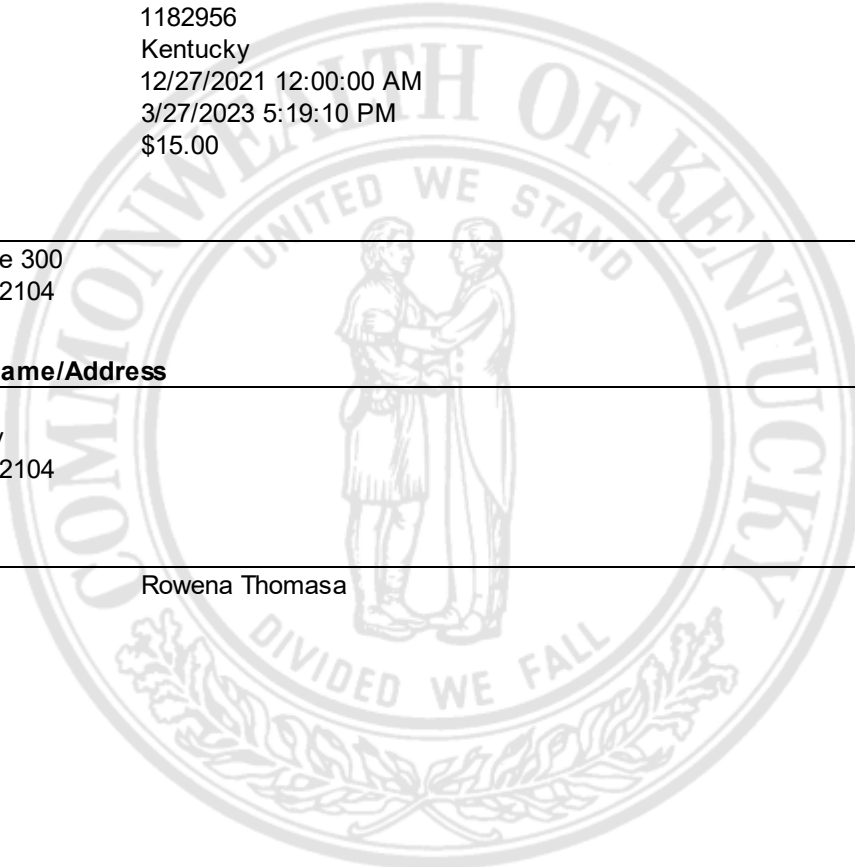 1182956
Kentucky
12/27/2021 12:00:00 AM
3/27/2023 5:19:10 PM
$15.00
e 300
2104
ame/Address
y
2104
Rowena Thomasa
COMMONWEALTH OF KENTUCKY
UNITED WE STAND
DIVIDED WE FALL